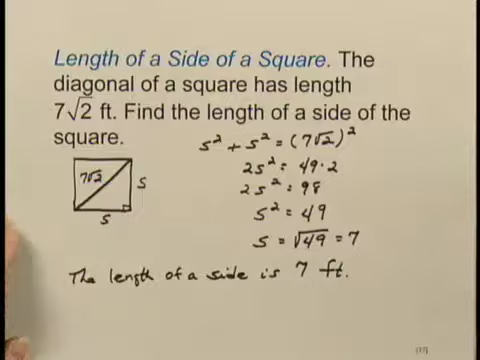 Length of a Side of a Square. The
diagonal of a square has length
7√2 ft. Find the length of a side of the
square.
s² + s² = (7√2)²
7√2
s
s
2s² = 49·2
2s² = 98
s² = 49
s = √49 = 7
The length of a side is 7 ft.